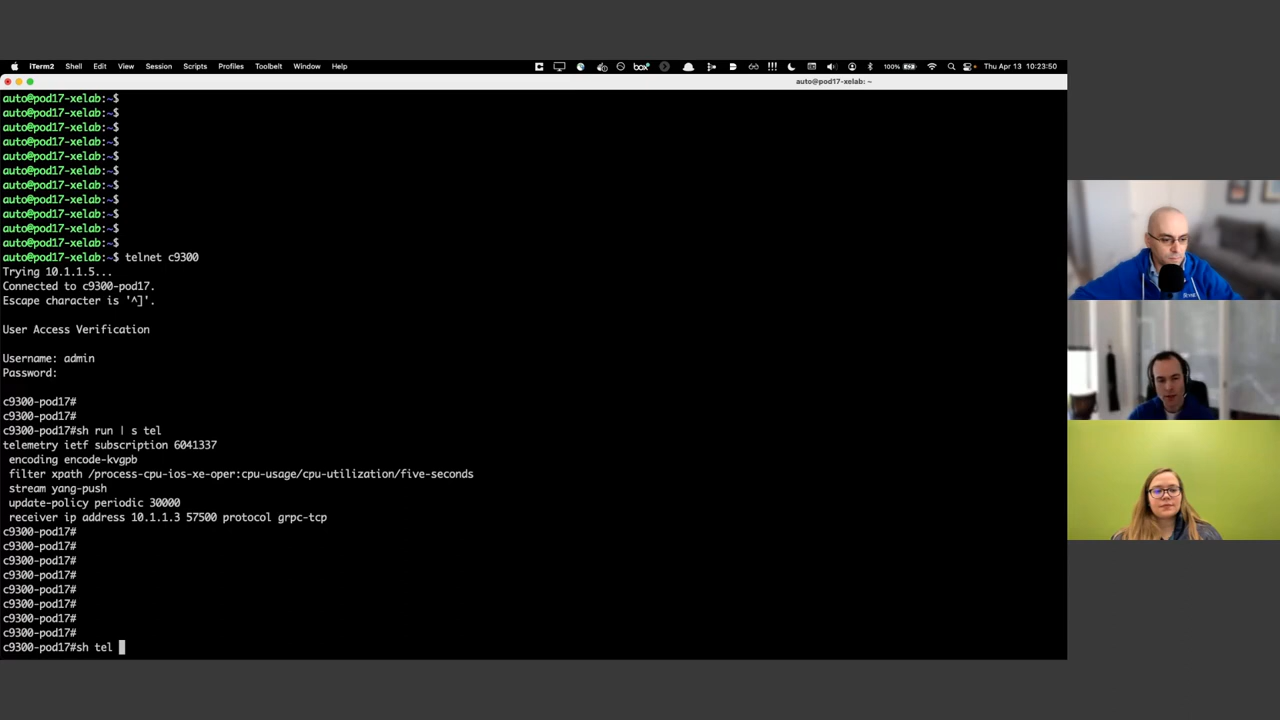 iTerm2 Shell Edit View Session Scripts Profiles Toolbelt Window Help box !!! 100% Thu Apr 13 10:23:50
auto@pod17-xelab: ~
auto@pod17-xelab:~$
auto@pod17-xelab:~$
auto@pod17-xelab:~$
auto@pod17-xelab:~$
auto@pod17-xelab:~$
auto@pod17-xelab:~$
auto@pod17-xelab:~$
auto@pod17-xelab:~$
auto@pod17-xelab:~$
auto@pod17-xelab:~$
auto@pod17-xelab:~$
auto@pod17-xelab:~$ telnet c9300
Trying 10.1.1.5...
Connected to c9300-pod17.
Escape character is '^]'.
User Access Verification
Username: admin
Password:
c9300-pod17#
c9300-pod17#
c9300-pod17#sh run | s tel
telemetry ietf subscription 6041337
encoding encode-kvgpb
filter xpath /process-cpu-ios-xe-oper:cpu-usage/cpu-utilization/five-seconds
stream yang-push
update-policy periodic 30000
receiver ip address 10.1.1.3 57500 protocol grpc-tcp
c9300-pod17#
c9300-pod17#
c9300-pod17#
c9300-pod17#
c9300-pod17#
c9300-pod17#
c9300-pod17#
c9300-pod17#
c9300-pod17#sh tel